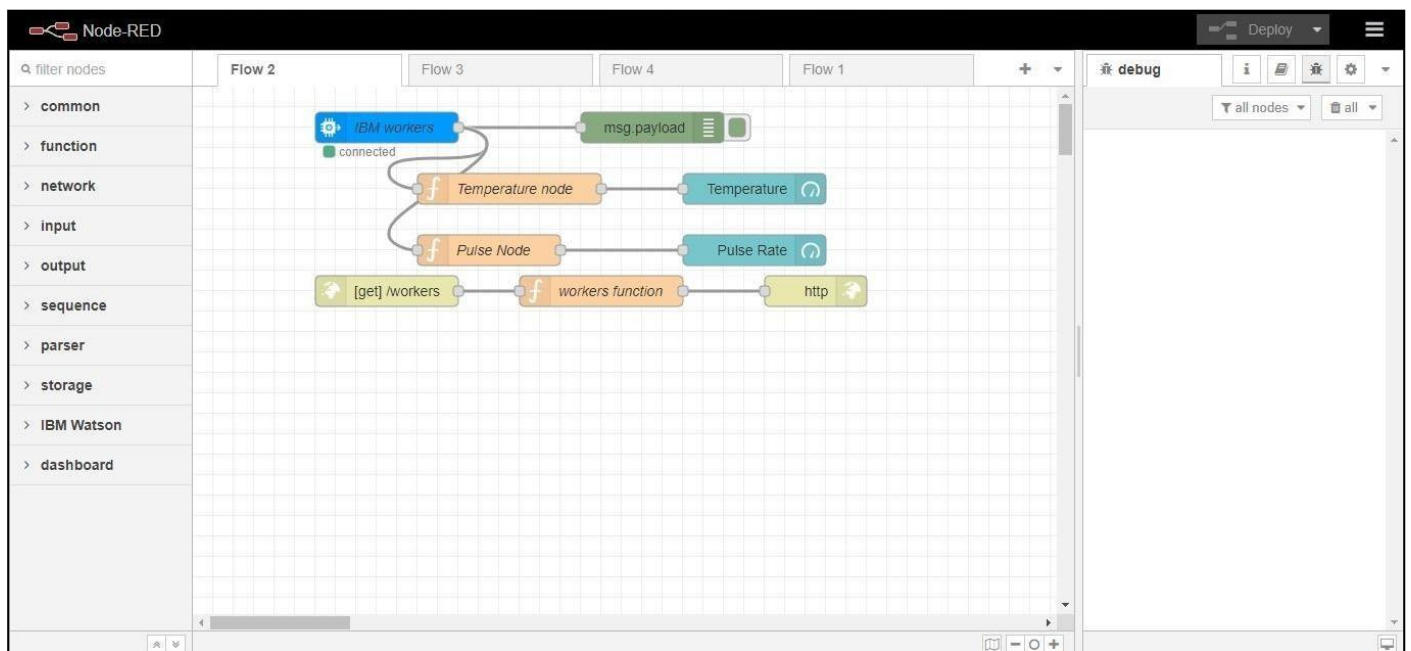 Node-RED
Deploy
filter nodes
Flow 2
Flow 3
Flow 4
Flow 1
debug
i
all nodes
all
common
function
network
input
output
sequence
parser
storage
IBM Watson
dashboard
IBM workers
msg.payload
connected
f
Temperature node
Temperature
f
Pulse Node
Pulse Rate
[get] /workers
f
workers function
http